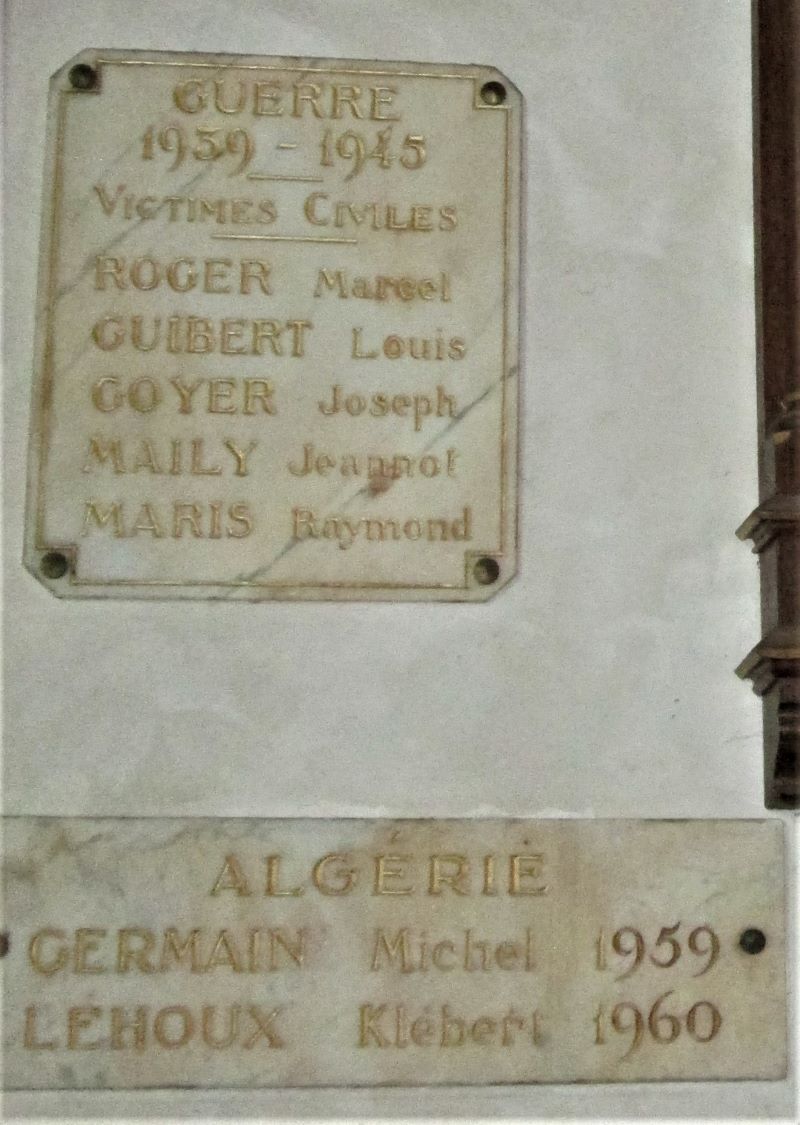 GUERRE
1939 - 1945
VICTIMES CIVILES
ROGER Marcel
GUIBERT Louis
GOYER Joseph
MAILY Jeannot
MARIS Raymond
ALGÉRIE
GERMAIN Michel 1959
LEHOUX Klébert 1960